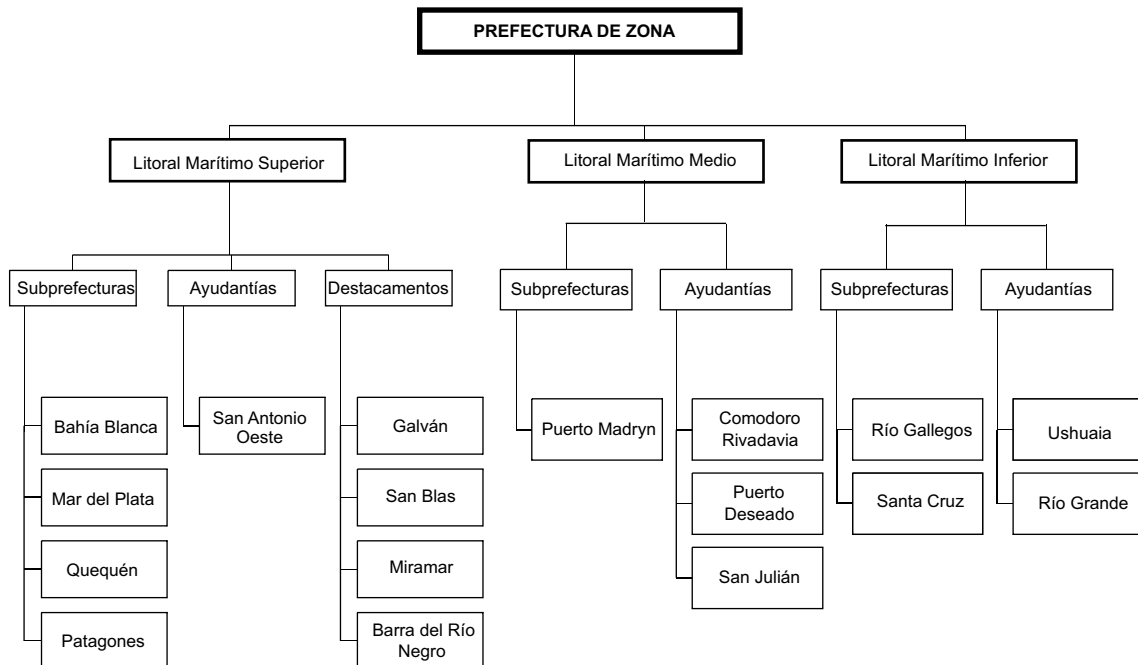 PREFECTURA DE ZONA
Litoral Marítimo Superior
Litoral Marítimo Medio
Litoral Marítimo Inferior
Subprefecturas
Ayudantías
Destacamentos
Subprefecturas
Ayudantías
Subprefecturas
Ayudantías
Bahía Blanca
Mar del Plata
Quequén
Patagones
San Antonio
Oeste
Galván
San Blas
Miramar
Barra del Río
Negro
Puerto Madryn
Comodoro
Rivadavia
Puerto
Deseado
San Julián
Río Gallegos
Santa Cruz
Ushuaia
Río Grande